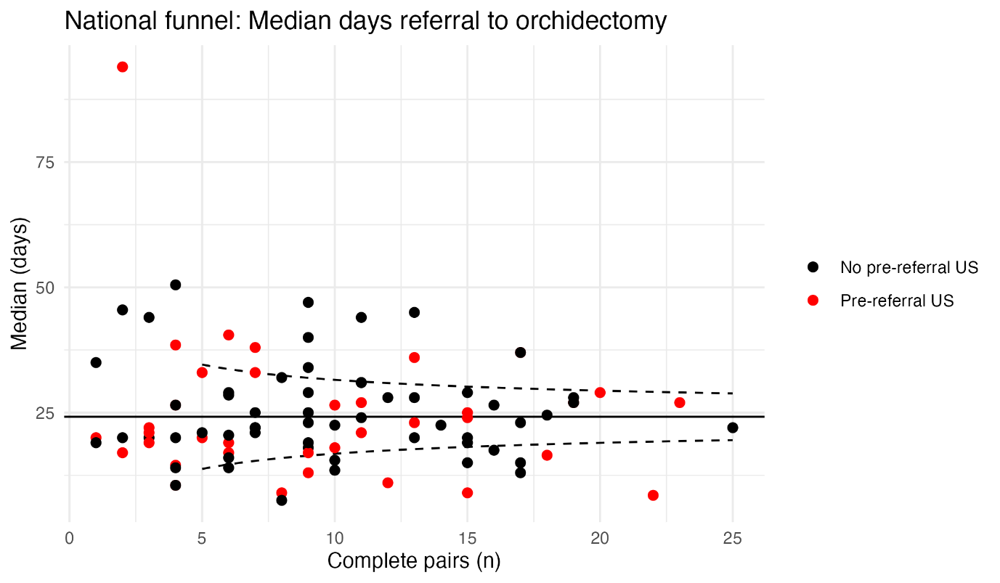 National funnel: Median days referral to orchidectomy
Median (days)
75
50
25
0
5
10
15
20
25
Complete pairs (n)
No pre-referral US
Pre-referral US